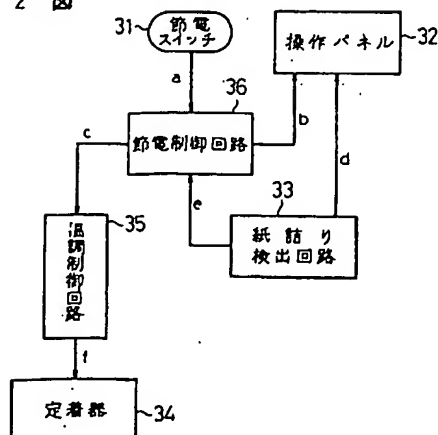 2 図
31
節電
スイッチ
操作パネル
32
a
36
節電制御回路
b
c
d
e
33
紙詰り
検出回路
35
温調制御回路
f
定着器
34